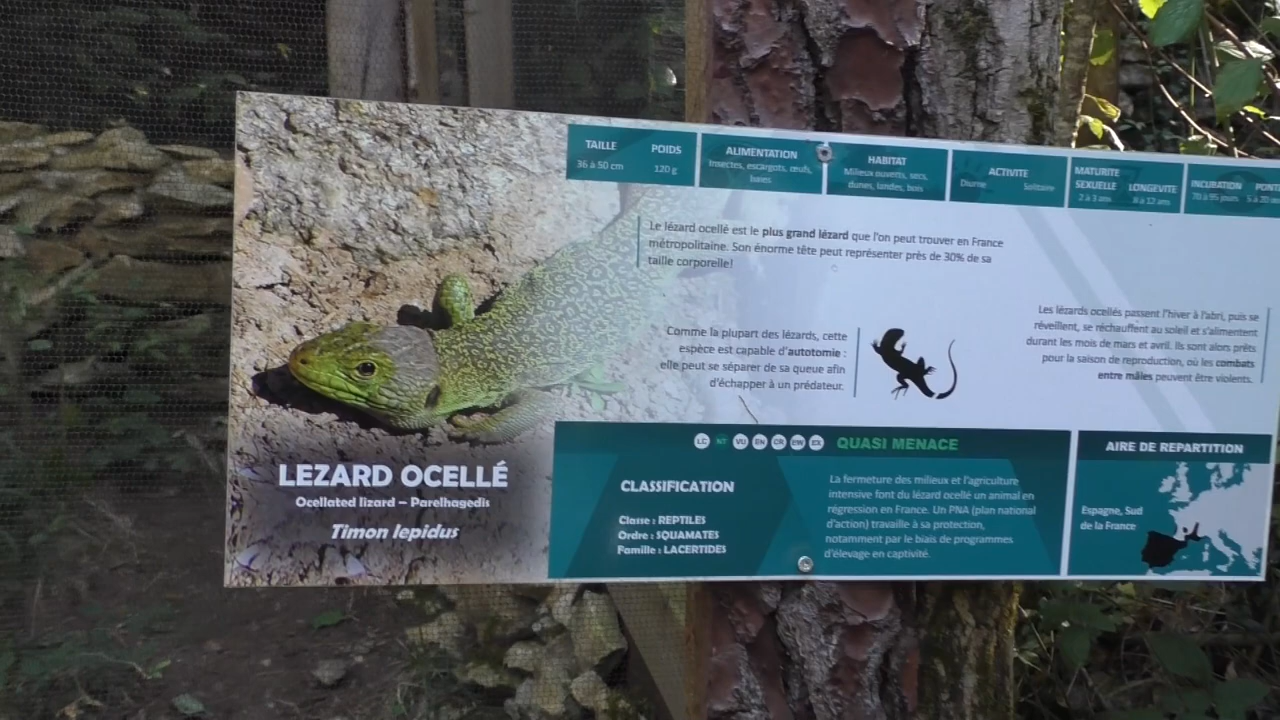 TAILLE POIDS
36 à 50 cm 120 g
ALIMENTATION
Insectes, escargots, œufs,
baies
HABITAT
Milieux ouverts, secs,
dunes, landes, bois
ACTIVITE
Diurne Solitaire
MATURITE
SEXUELLE LONGEVITE
2 à 3 ans 8 à 12 ans
INCUBATION
70 à 95 jours
Le lézard ocellé est le plus grand lézard que l'on peut trouver en France
métropolitaine. Son énorme tête peut représenter près de 30% de sa
taille corporelle!
Comme la plupart des lézards, cette
espèce est capable d'autotomie :
elle peut se séparer de sa queue afin
d'échapper à un prédateur.
Les lézards ocellés passent l'hiver à l'abri, puis se
réveillent, se réchauffent au soleil et s'alimentent
durant les mois de mars et avril. Ils sont alors prêts
pour la saison de reproduction, où les combats
entre mâles peuvent être violents.
LEZARD OCELLÉ
Ocellated lizard – Parelhagedis
Timon lepidus
LC NT VU EN CR EW EX QUASI MENACE
CLASSIFICATION
Classe : REPTILES
Ordre : SQUAMATES
Famille : LACERTIDES
La fermeture des milieux et l'agriculture
intensive font du lézard ocellé un animal en
régression en France. Un PNA (plan national
d'action) travaille à sa protection,
notamment par le biais de programmes
d'élevage en captivité.
AIRE DE REPARTITION
Espagne, Sud
de la France